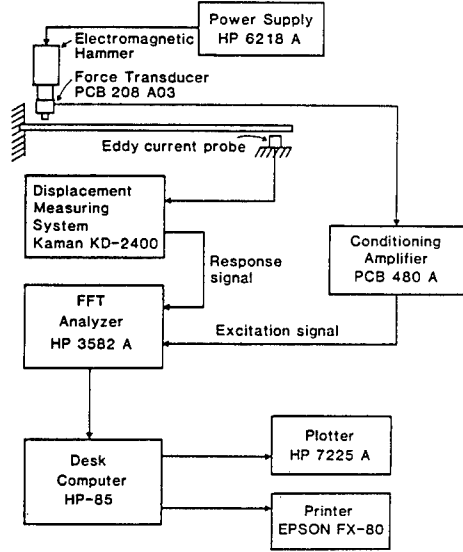 Power Supply
HP 6218 A
Electromagnetic
Hammer
Force Transducer
PCB 208 A03
Eddy current probe
Displacement
Measuring
System
Kaman KD-2400
Response
signal
Conditioning
Amplifier
PCB 480 A
FFT
Analyzer
HP 3582 A
Excitation signal
Desk
Computer
HP-85
Plotter
HP 7225 A
Printer
EPSON FX-80